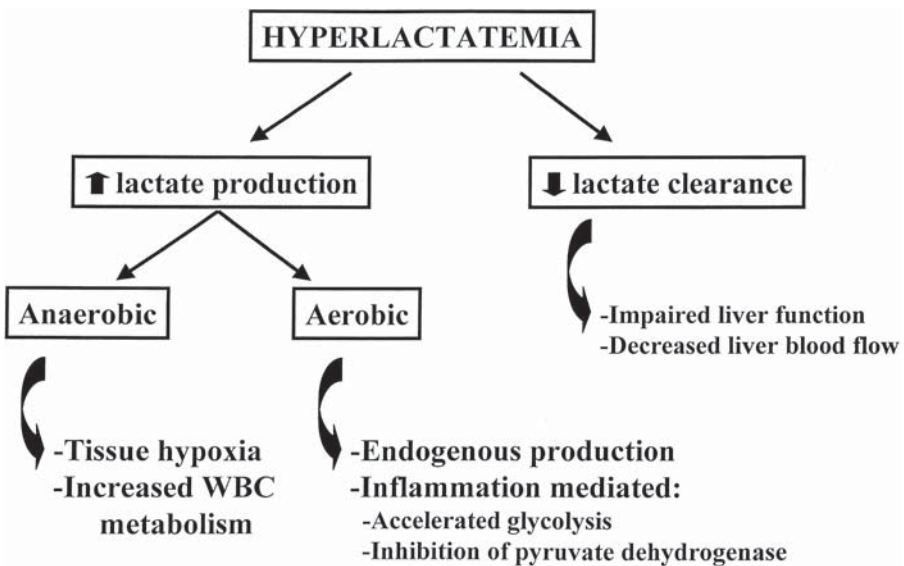 HYPERLACTATEMIA
⬆ lactate production
⬇ lactate clearance
Anaerobic
Aerobic
-Impaired liver function
-Decreased liver blood flow
-Tissue hypoxia
-Increased WBC
metabolism
-Endogenous production
-Inflammation mediated:
-Accelerated glycolysis
-Inhibition of pyruvate dehydrogenase